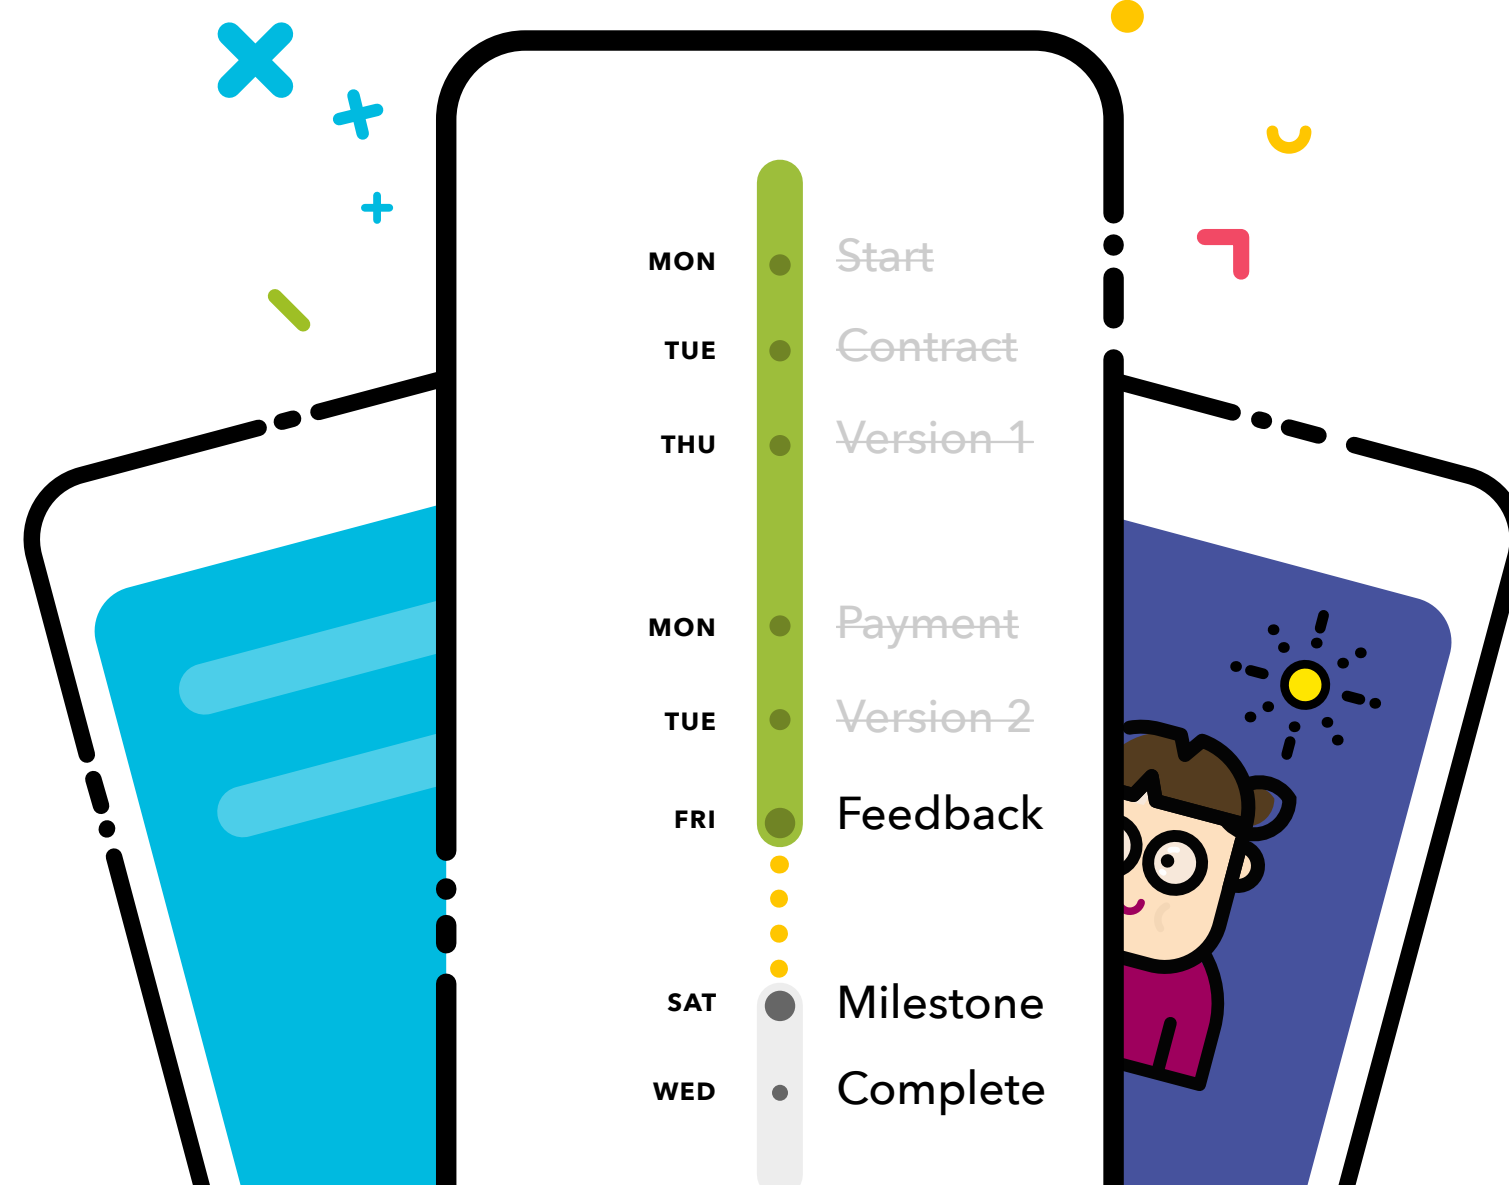 MON Start
TUE Contract
THU Version 1
MON Payment
TUE Version 2
FRI Feedback
SAT Milestone
WED Complete